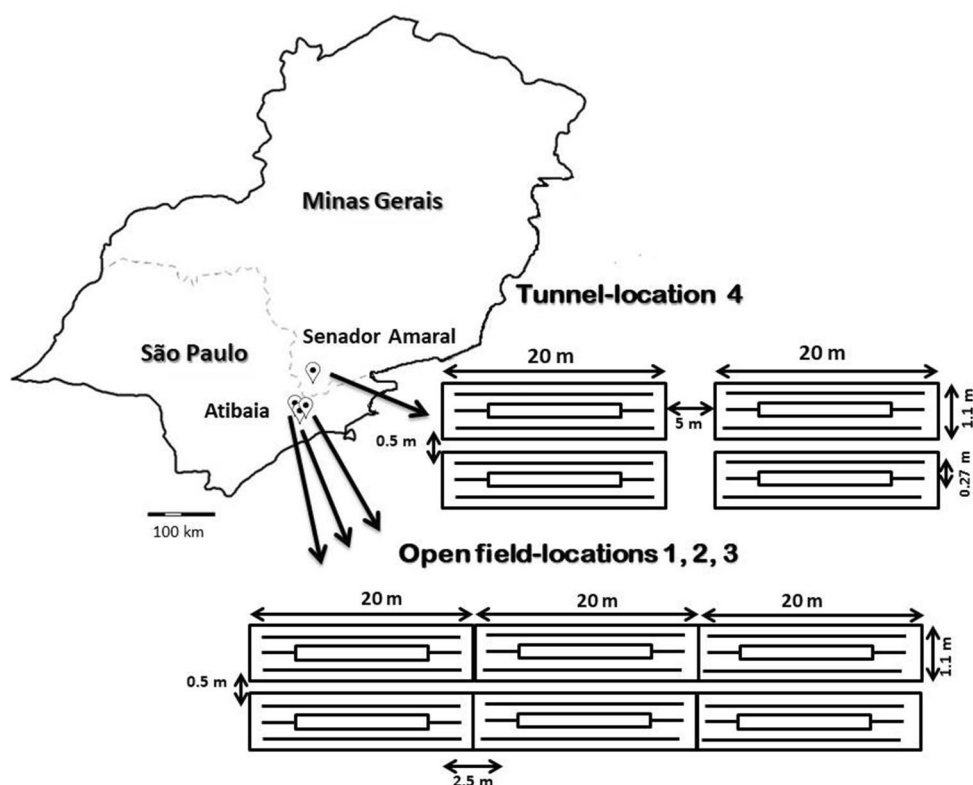 Minas Gerais
Tunnel-location 4
Senador Amaral
São Paulo
Atibaia
20 m
20 m
5 m
1.1 m
0.5 m
0.27 m
100 km
Open field-locations 1, 2, 3
20 m
20 m
20 m
1.1 m
0.5 m
2.5 m